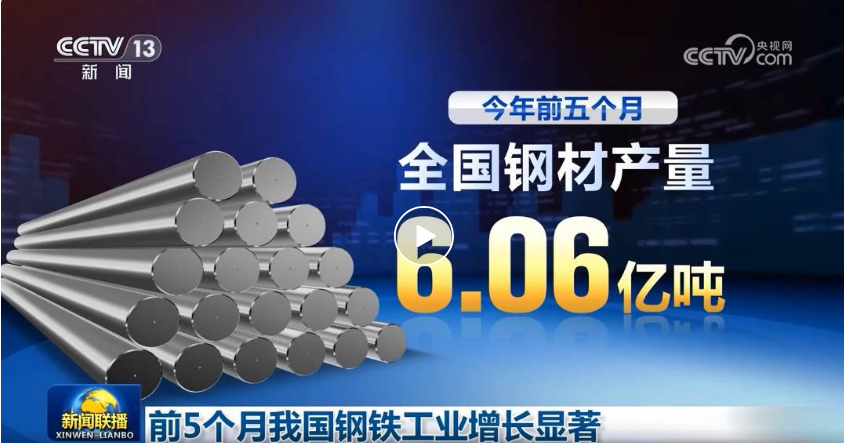 CCTV 13
新闻
CCTV 央视网
com
今年前五个月
全国钢材产量
6.06亿吨
新闻联播
XINWEN LIANBO
前5个月我国钢铁工业增长显著